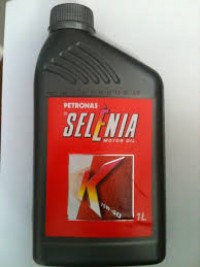 PETRONAS
SELENIA
MOTOR OIL
1L